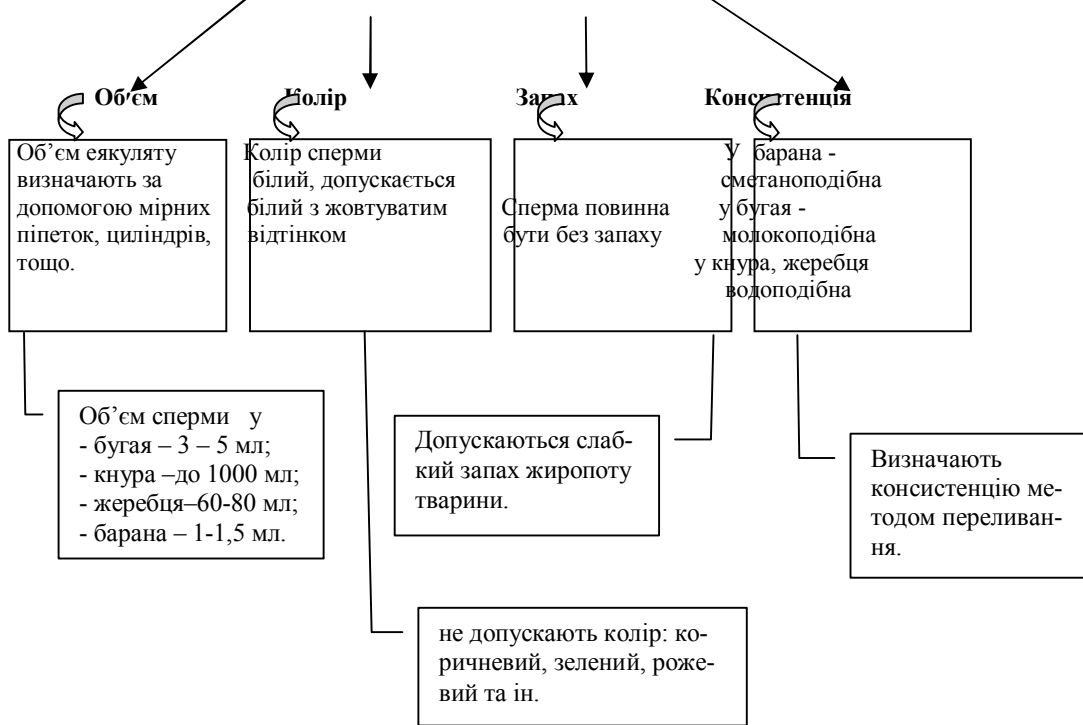 Об'єм
Колір
Запах
Консистенція
Об’єм еякуляту
визначають за
допомогою мірних
піпеток, циліндрів,
тощо.
Колір сперми
білий, допускається
білий з жовтуватим
відтінком
Сперма повинна
бути без запаху
У барана -
сметаноподібна
у бугая -
молокоподібна
у кнура, жеребця
водоподібна
Об’єм сперми у
- бугая – 3 – 5 мл;
- кнура –до 1000 мл;
- жеребця–60-80 мл;
- барана – 1-1,5 мл.
Допускаються слаб-
кий запах жиропоту
тварини.
Визначають
консистенцію ме-
тодом переливан-
ня.
не допускають колір: ко-
ричневий, зелений, роже-
вий та ін.